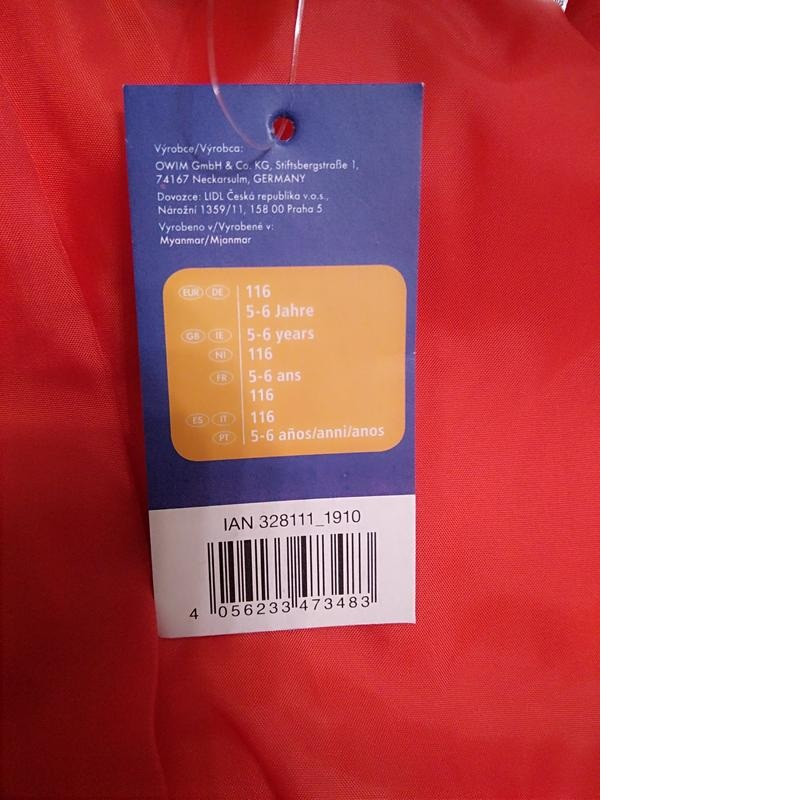 Výrobce/Výrobca:
OWIM GmbH & Co. KG, Stiftsbergstraße 1,
74167 Neckarsulm, GERMANY
Dovozce: LIDL Česká republika v.o.s.,
Nárožní 1359/11, 158 00 Praha 5
Vyrobeno v/Vyrobené v:
Myanmar/Mjanmar
EUR DE 116
5-6 Jahre
GB IE 5-6 years
NI 116
FR 5-6 ans
116
ES IT 116
PT 5-6 años/anni/anos
IAN 328111_1910
4 056233 473483